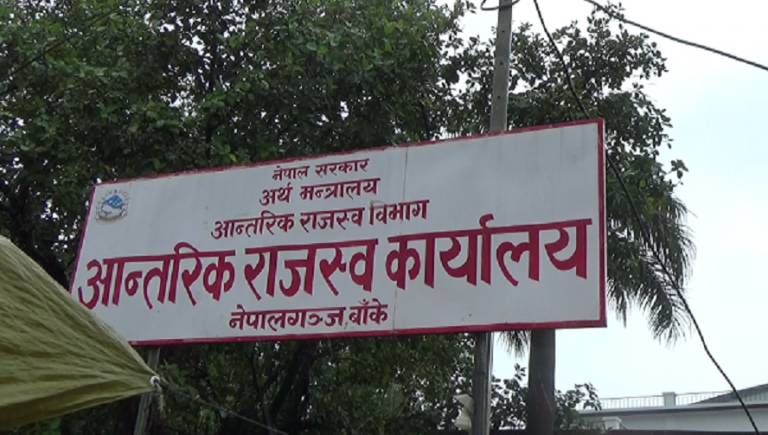 नेपाल सरकार
अर्थ मन्त्रालय
आन्तरिक राजस्व विभाग
आन्तरिक राजस्व कार्यालय
नेपालगञ्ज, बाँके